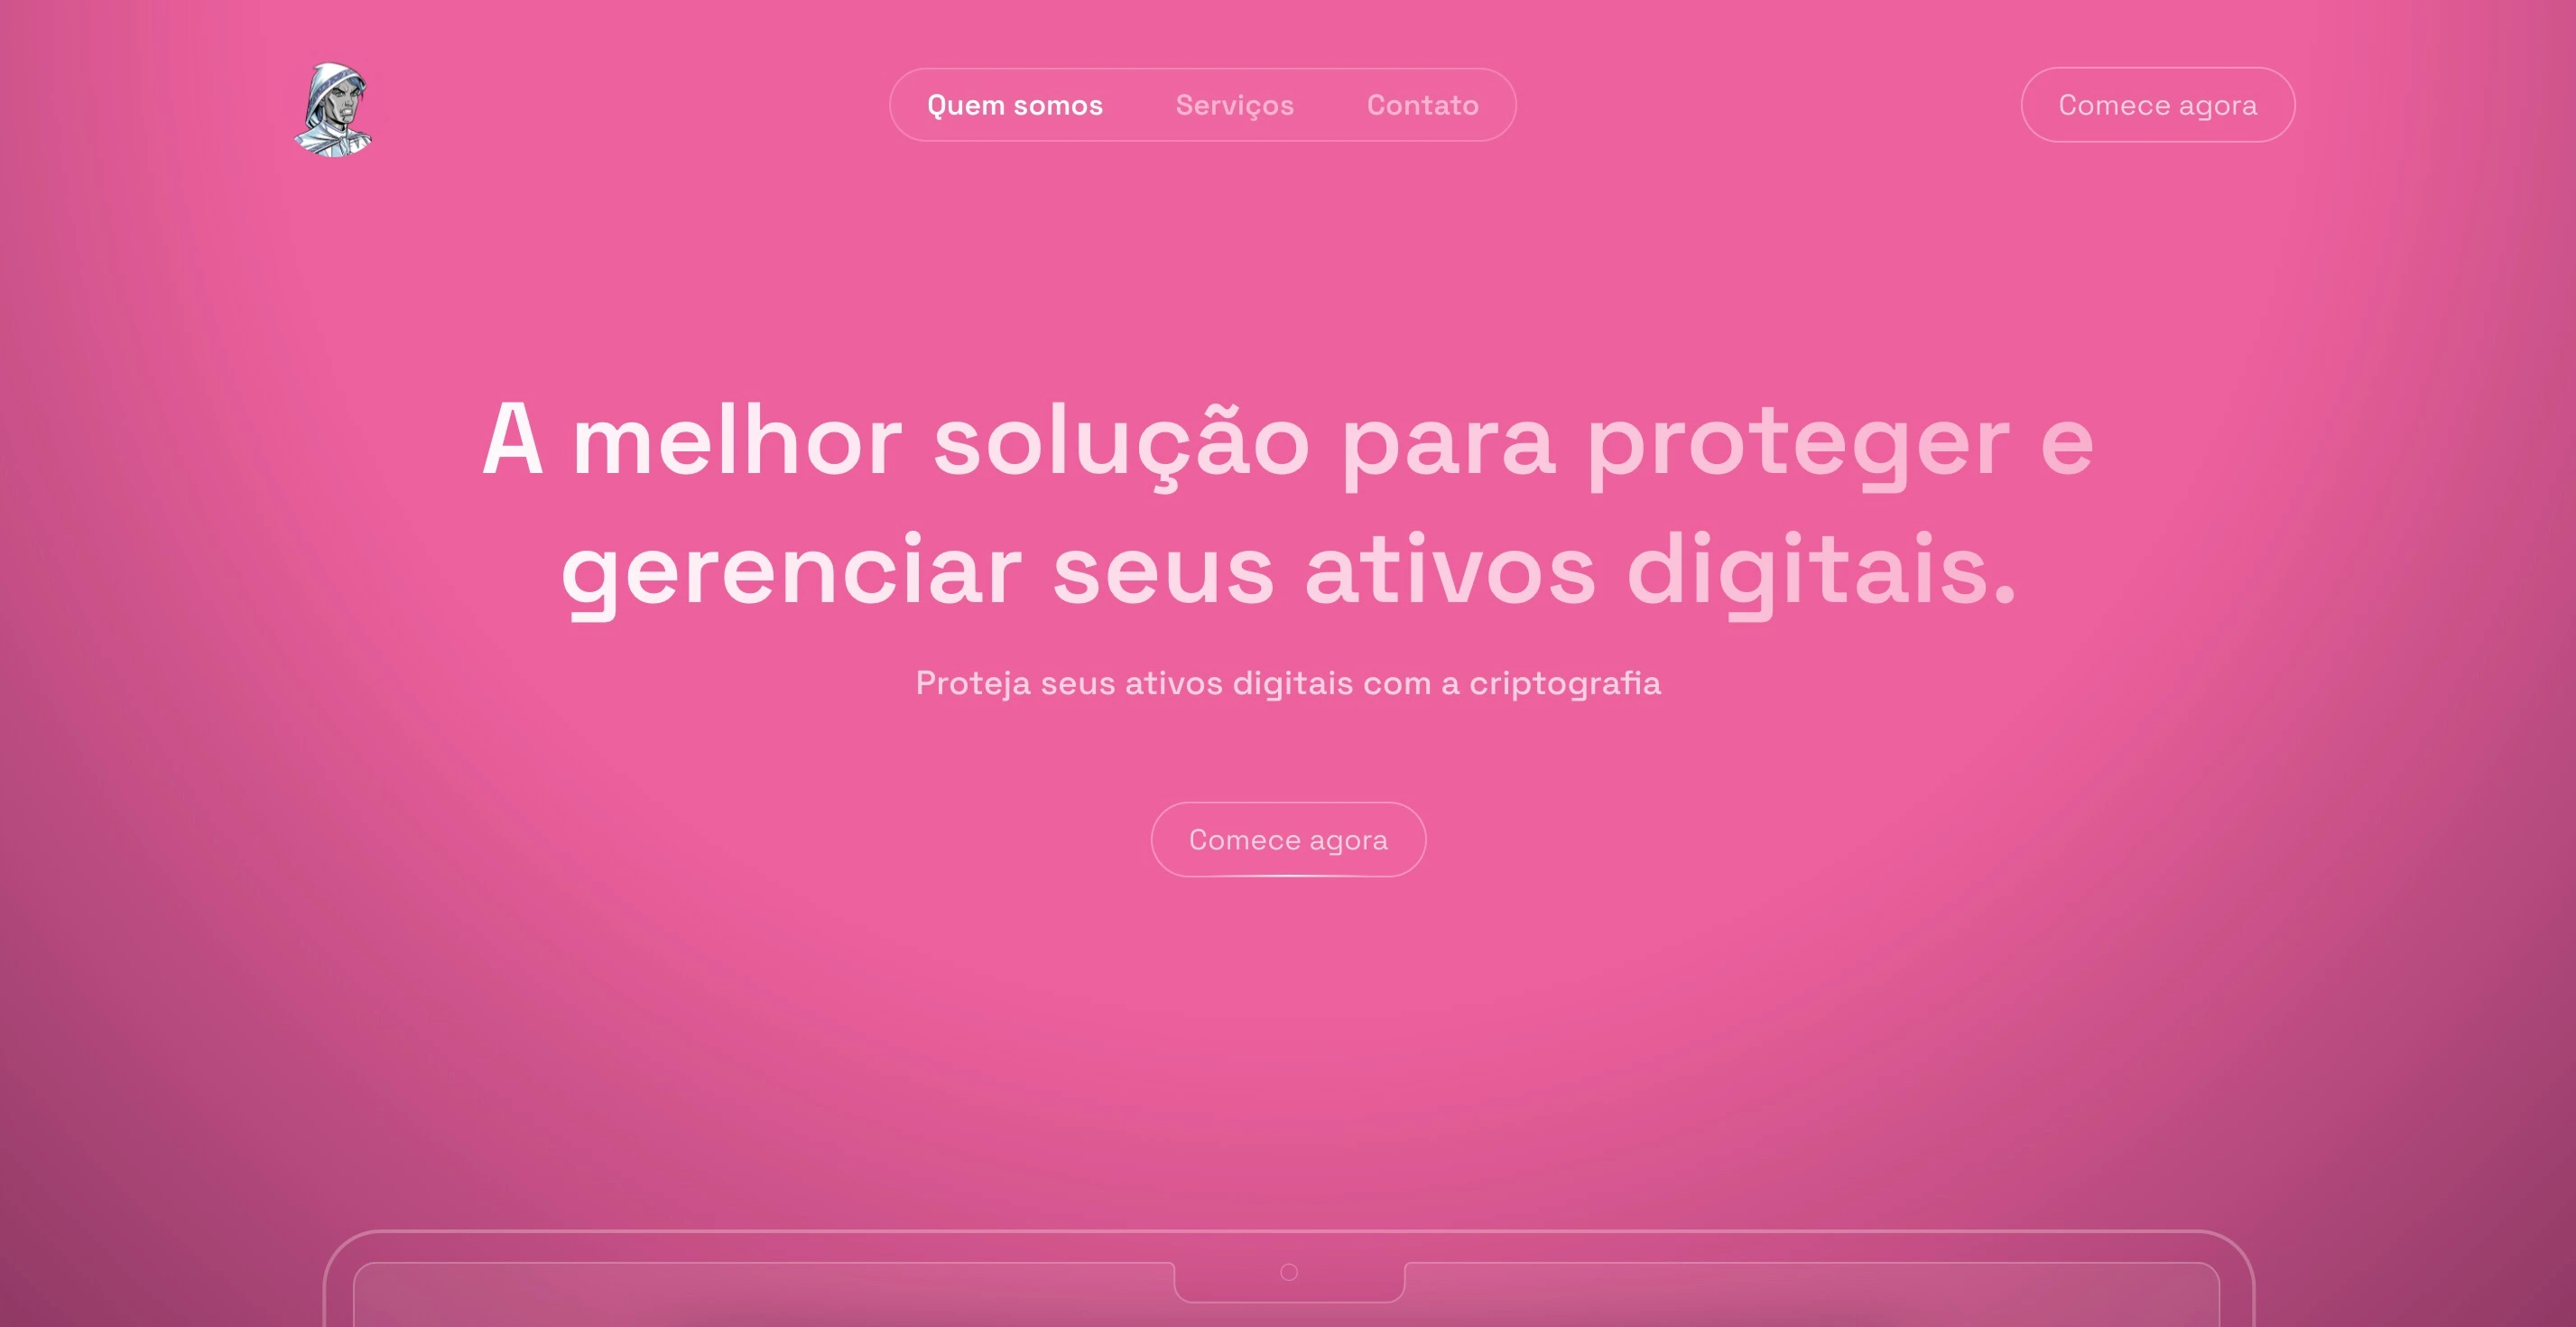 Quem somos
Serviços
Contato
Comece agora
A melhor solução para proteger e
gerenciar seus ativos digitais.
Proteja seus ativos digitais com a criptografia
Comece agora